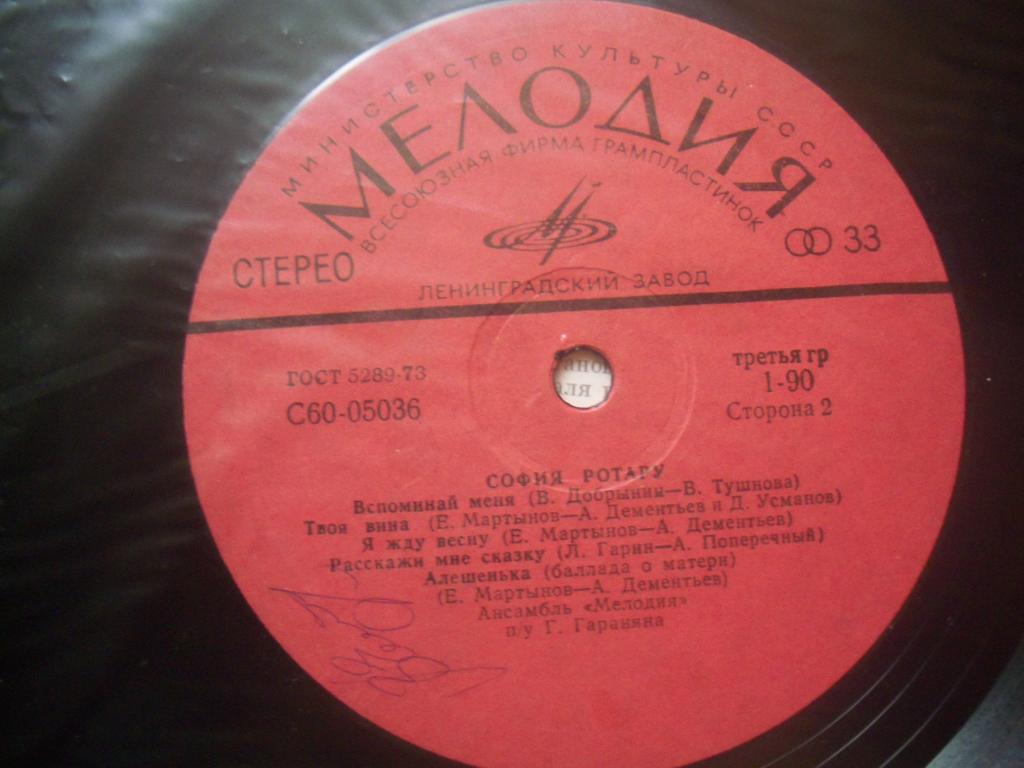 МИНИСТЕРСТВО КУЛЬТУРЫ СССР
МЕЛОДИЯ
ВСЕСОЮЗНАЯ ФИРМА ГРАМПЛАСТИНОК
СТЕРЕО
33
ЛЕНИНГРАДСКИЙ ЗАВОД
ГОСТ 5289-73
С60-05036
третья гр
1-90
Сторона 2
СОФИЯ РОТАРУ
Вспоминай меня (В. Добрынин—В. Тушнова)
Твоя вина (Е. Мартынов—А. Дементьев и Д. Усманов)
Я жду весну (Е. Мартынов—А. Дементьев)
Расскажи мне сказку (Л. Гарин—А. Поперечный)
Алешенька (баллада о матери)
(Е. Мартынов—А. Дементьев)
Ансамбль «Мелодия»
п/у Г. Гараняна